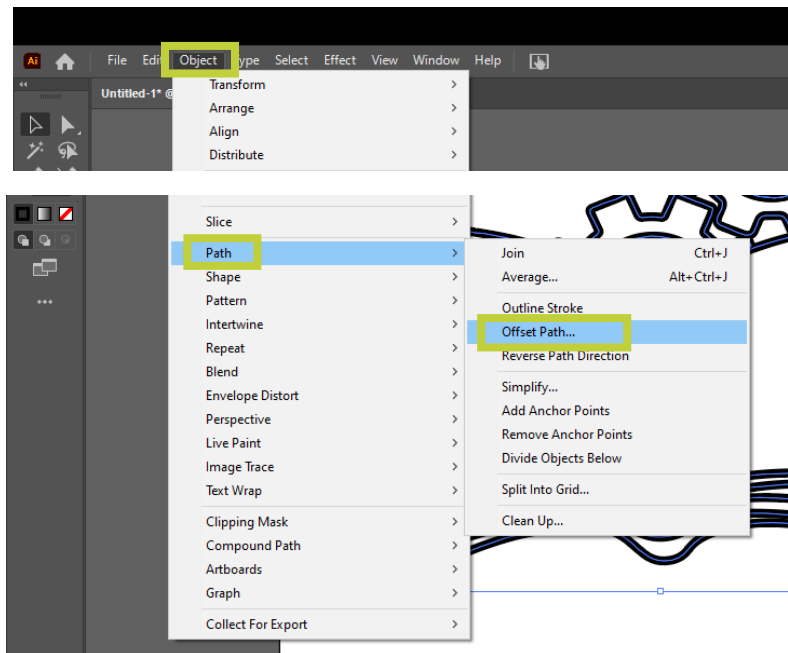 Ai File Edit Object Type Select Effect View Window Help
Untitled-1* @
Transform
Arrange
Align
Distribute
Slice
Path
Shape
Pattern
Intertwine
Repeat
Blend
Envelope Distort
Perspective
Live Paint
Image Trace
Text Wrap
Clipping Mask
Compound Path
Artboards
Graph
Collect For Export
Join Ctrl+J
Average... Alt+Ctrl+J
Outline Stroke
Offset Path...
Reverse Path Direction
Simplify...
Add Anchor Points
Remove Anchor Points
Divide Objects Below
Split Into Grid...
Clean Up...